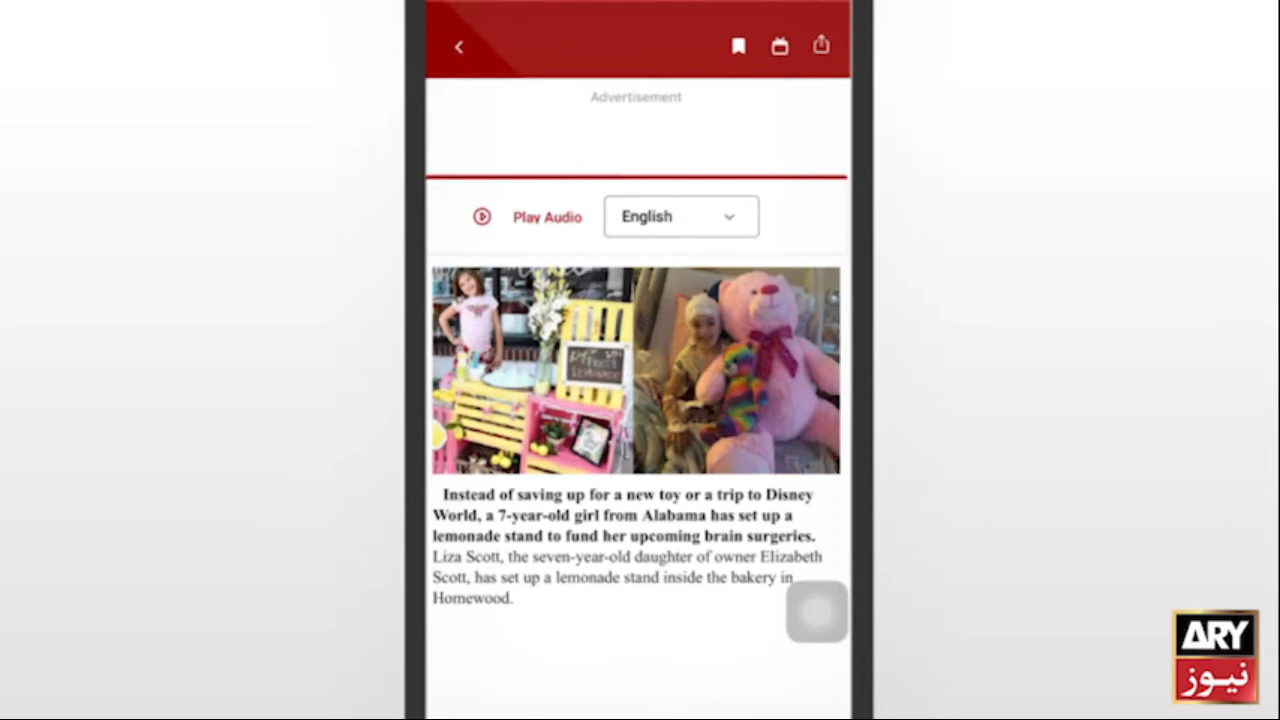 Advertisement
Play Audio
English
Instead of saving up for a new toy or a trip to Disney
World, a 7-year-old girl from Alabama has set up a
lemonade stand to fund her upcoming brain surgeries.
Liza Scott, the seven-year-old daughter of owner Elizabeth
Scott, has set up a lemonade stand inside the bakery in
Homewood.
ARY
نیوز